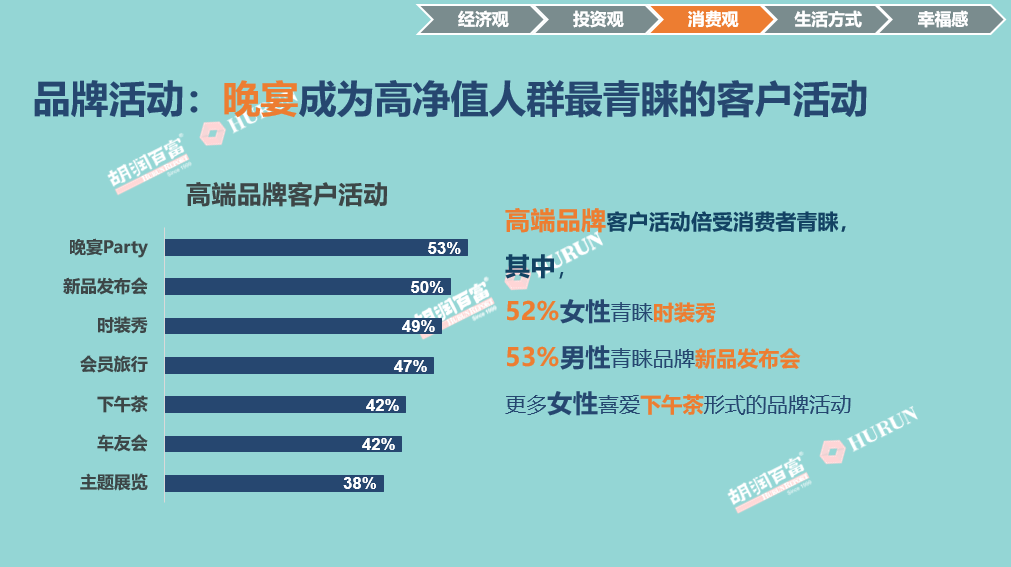 经济观
投资观
消费观
生活方式
幸福感
品牌活动：晚宴成为高净值人群最青睐的客户活动
胡润百富
HURUN
Since 1999
高端品牌客户活动
晚宴Party 53%
新品发布会 50%
时装秀 49%
会员旅行 47%
下午茶 42%
车友会 42%
主题展览 38%
高端品牌客户活动倍受消费者青睐，
其中，
52%女性青睐时装秀
53%男性青睐品牌新品发布会
更多女性喜爱下午茶形式的品牌活动
胡润百富
HURUN
Since 1999
胡润百富
HURUN
Since 1999